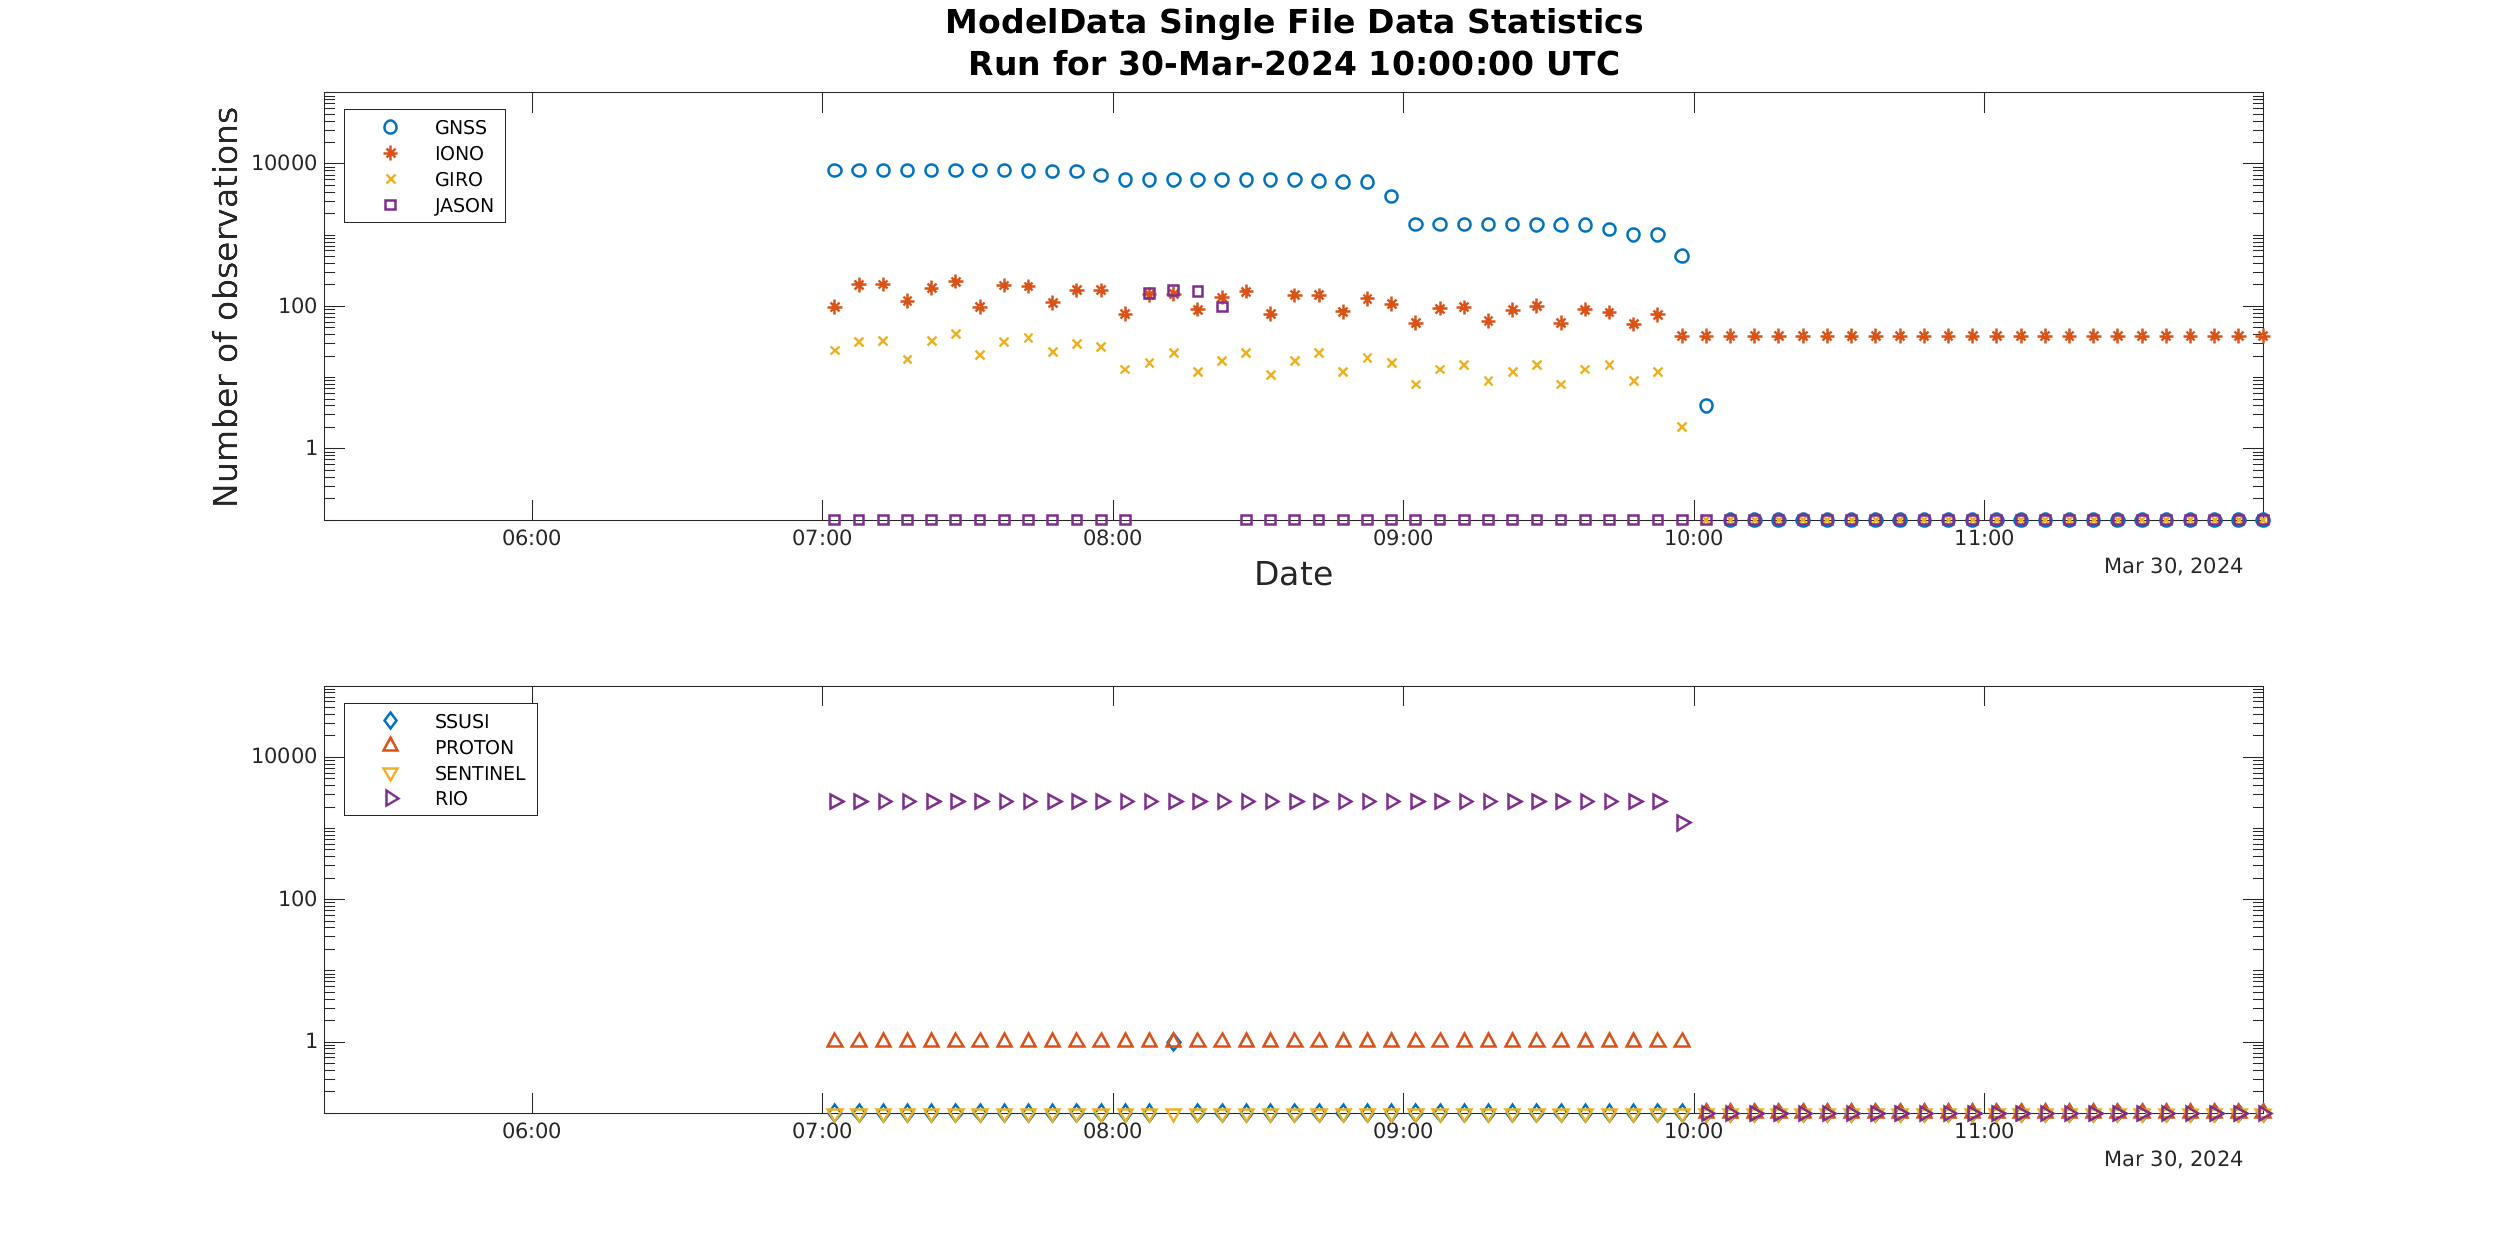 ModelData Single File Data Statistics
Run for 30-Mar-2024 10:00:00 UTC
Number of observations
10000
100
1
GNSS
IONO
GIRO
JASON
06:00 07:00 08:00 09:00 10:00 11:00
Mar 30, 2024
Date
10000
100
1
SSUSI
PROTON
SENTINEL
RIO
06:00 07:00 08:00 09:00 10:00 11:00
Mar 30, 2024